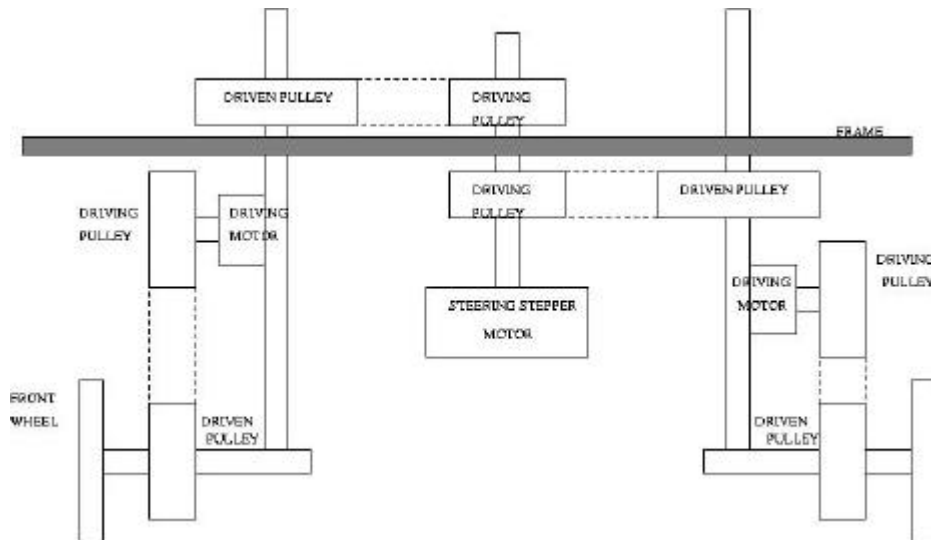 DRIVEN PULLEY
DRIVING
PULLEY
FRAME
DRIVING
PULLEY
DRIVING
MOTOR
DRIVING
PULLEY
DRIVEN PULLEY
DRIVING
PULLEY
DRIVING
MOTOR
STEERING STEPPER
MOTOR
FRONT
WHEEL
DRIVEN
PULLEY
DRIVEN
PULLEY